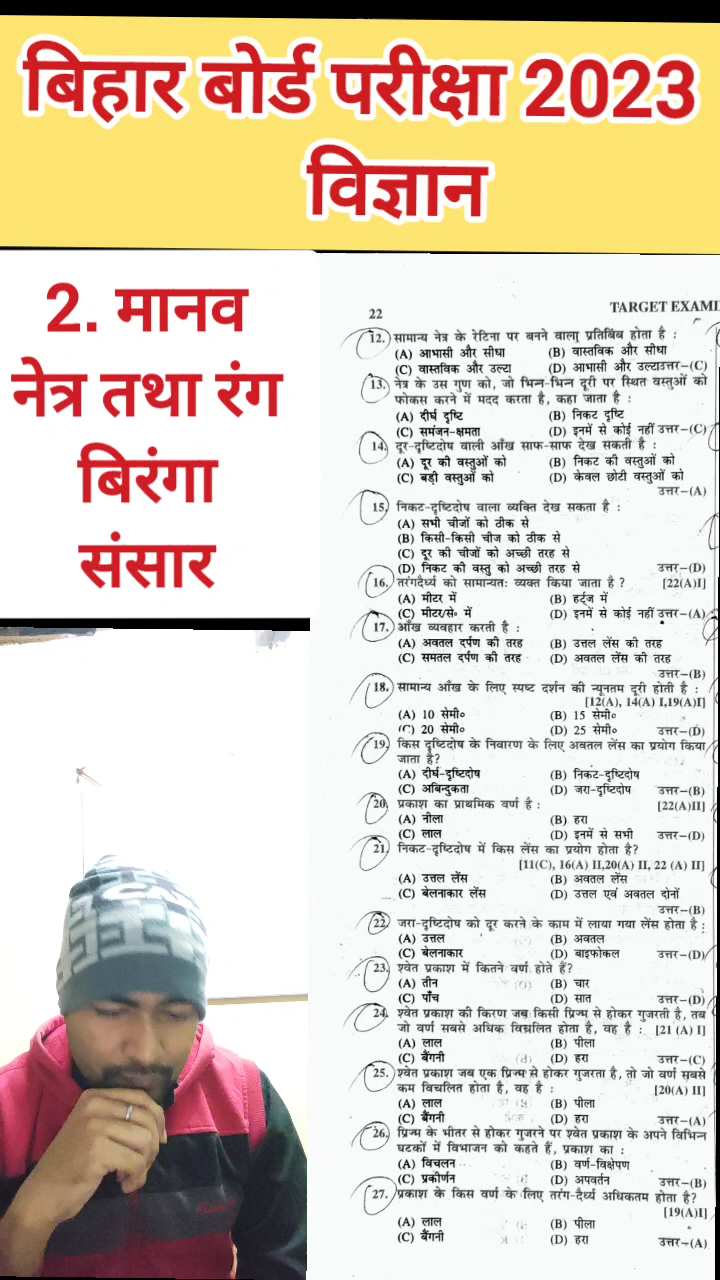 बिहार बोर्ड परीक्षा 2023
विज्ञान
2. मानव
नेत्र तथा रंग
बिरंगा
संसार
22 TARGET EXAMI
12. सामान्य नेत्र के रेटिना पर बनने वाला प्रतिबिंब होता है :
(A) आभासी और सीधा (B) वास्तविक और सीधा
(C) वास्तविक और उल्टा (D) आभासी और उल्टा उत्तर–(C)
13. नेत्र के उस गुण को, जो भिन्न-भिन्न दूरी पर स्थित वस्तुओं को
फोकस करने में मदद करता है, कहा जाता है :
(A) दीर्घ दृष्टि (B) निकट दृष्टि
(C) समंजन-क्षमता (D) इनमें से कोई नहीं उत्तर–(C)
14. दूर-दृष्टिदोष वाली आँख साफ-साफ देख सकती है :
(A) दूर की वस्तुओं को (B) निकट की वस्तुओं को
(C) बड़ी वस्तुओं को (D) केवल छोटी वस्तुओं को
उत्तर–(A)
15. निकट-दृष्टिदोष वाला व्यक्ति देख सकता है :
(A) सभी चीजों को ठीक से
(B) किसी-किसी चीज को ठीक से
(C) दूर की चीजों को अच्छी तरह से
(D) निकट की वस्तु को अच्छी तरह से उत्तर–(D)
16. तरंगदैर्ध्य को सामान्यतः व्यक्त किया जाता है ? [22(A)I]
(A) मीटर में (B) हर्ट्ज में
(C) मीटर/से० में (D) इनमें से कोई नहीं उत्तर–(A)
17. आँख व्यवहार करती है :
(A) अवतल दर्पण की तरह (B) उत्तल लेंस की तरह
(C) समतल दर्पण की तरह (D) अवतल लेंस की तरह
उत्तर–(B)
18. सामान्य आँख के लिए स्पष्ट दर्शन की न्यूनतम दूरी होती है :
[12(A), 14(A) I,19(A)I]
(A) 10 सेमी० (B) 15 सेमी०
(C) 20 सेमी० (D) 25 सेमी० उत्तर–(D)
19. किस दृष्टिदोष के निवारण के लिए अवतल लेंस का प्रयोग किया
जाता है?
(A) दीर्घ-दृष्टिदोष (B) निकट-दृष्टिदोष
(C) अबिन्दुकता (D) जरा-दृष्टिदोष उत्तर–(B)
20. प्रकाश का प्राथमिक वर्ण है : [22(A)II]
(A) नीला (B) हरा
(C) लाल (D) इनमें से सभी उत्तर–(D)
21. निकट-दृष्टिदोष में किस लेंस का प्रयोग होता है?
[11(C), 16(A) II,20(A) II, 22 (A) II]
(A) उत्तल लेंस (B) अवतल लेंस
(C) बेलनाकार लेंस (D) उत्तल एवं अवतल दोनों
उत्तर–(B)
22. जरा-दृष्टिदोष को दूर करने के काम में लाया गया लेंस होता है :
(A) उत्तल (B) अवतल
(C) बेलनाकार (D) बाइफोकल उत्तर–(D)
23. श्वेत प्रकाश में कितने वर्ण होते हैं?
(A) तीन (B) चार
(C) पाँच (D) सात उत्तर–(D)
24. श्वेत प्रकाश की किरण जब किसी प्रिज्म से होकर गुजरती है, तब
जो वर्ण सबसे अधिक विचलित होता है, वह है : [21 (A) I]
(A) लाल (B) पीला
(C) बैंगनी (D) हरा उत्तर–(C)
25. श्वेत प्रकाश जब एक प्रिज्म से होकर गुजरता है, तो जो वर्ण सबसे
कम विचलित होता है, वह है : [20(A) II]
(A) लाल (B) पीला
(C) बैंगनी (D) हरा उत्तर–(A)
26. प्रिज्म के भीतर से होकर गुजरने पर श्वेत प्रकाश के अपने विभिन्न
घटकों में विभाजन को कहते हैं, प्रकाश का :
(A) विचलन (B) वर्ण-विक्षेपण
(C) प्रकीर्णन (D) अपवर्तन उत्तर–(B)
27. प्रकाश के किस वर्ण के लिए तरंग-दैर्ध्य अधिकतम होता है?
[19(A)I]
(A) लाल (B) पीला
(C) बैंगनी (D) हरा उत्तर–(A)